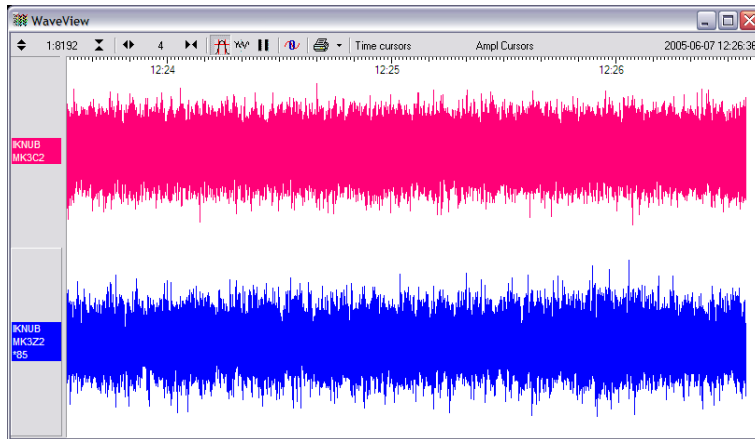 WaveView
1:8192 4 Time cursors Ampl Cursors 2005-06-07 12:26:36
12:24 12:25 12:26
IKNUB
MK3C2
IKNUB
MK3Z2
*85